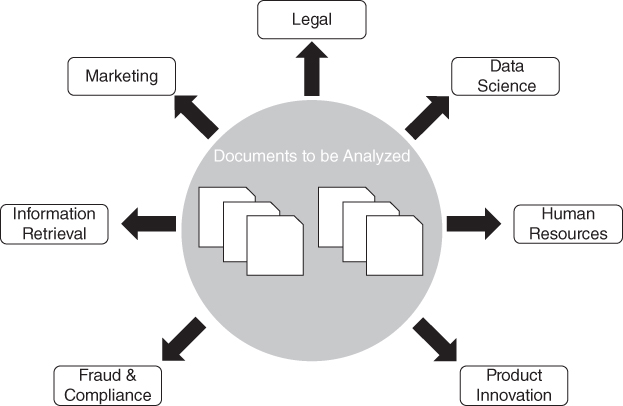 Legal
Marketing
Data
Science
Documents to be Analyzed
Information
Retrieval
Human
Resources
Fraud &
Compliance
Product
Innovation